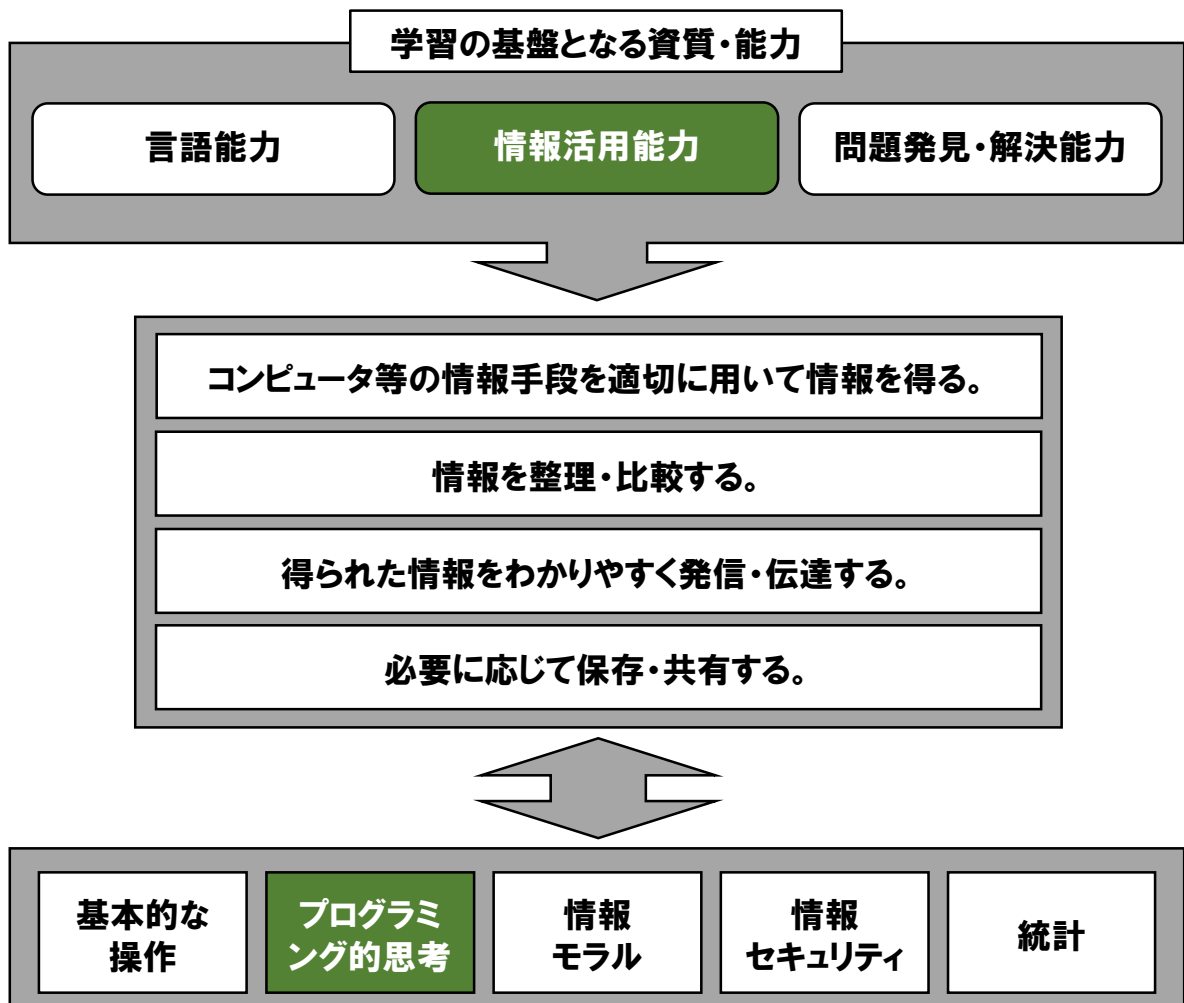 学習の基盤となる資質・能力
言語能力
情報活用能力
問題発見・解決能力
コンピュータ等の情報手段を適切に用いて情報を得る。
情報を整理・比較する。
得られた情報をわかりやすく発信・伝達する。
必要に応じて保存・共有する。
基本的な
操作
プログラミ
ング的思考
情報
モラル
情報
セキュリティ
統計